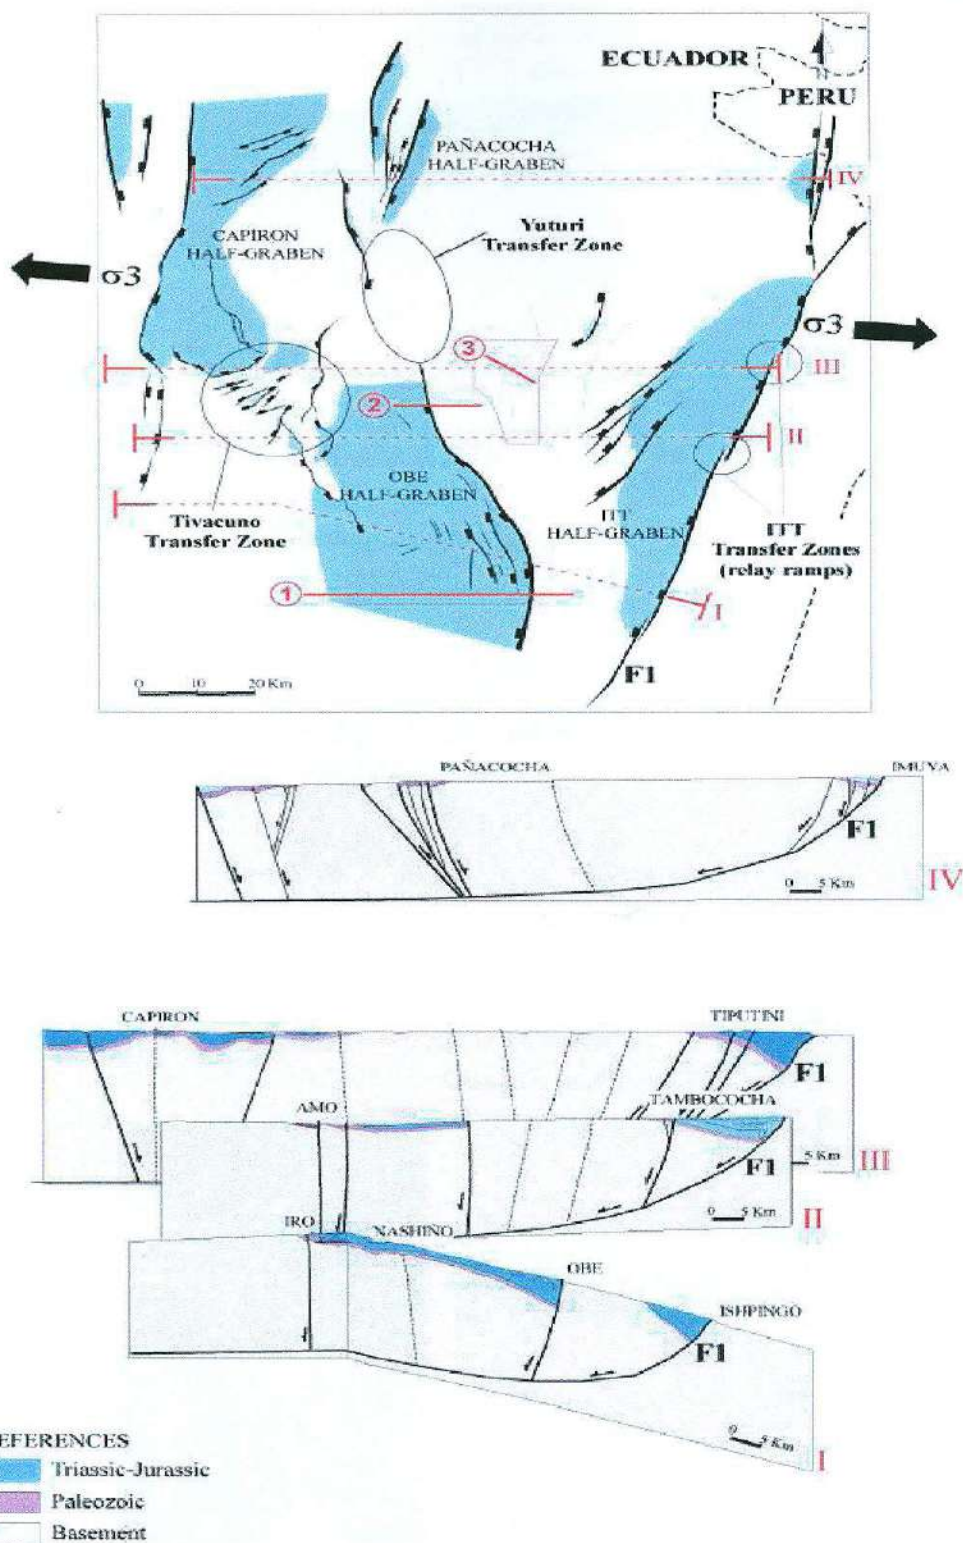 ECUADOR
PERU
PAÑACOCHA
HALF-GRABEN
IV
CAPIRON
HALF-GRABEN
Yuturi
Transfer Zone
σ3
σ3
3
III
2
II
OBE
HALF-GRABEN
ITT
HALF-GRABEN
Tivacuno
Transfer Zone
ITT
Transfer Zones
(relay ramps)
1
I
F1
0 10 20 Km
PAÑACOCHA
IMUYA
F1
0 5 Km
IV
CAPIRON
TIPUTINI
F1
AMO
TAMBOCOCHA
5 Km
III
F1
0 5 Km
II
IRO
NASHIÑO
OBE
ISHPINGO
F1
0 5 Km
I
EFERENCES
Triassic-Jurassic
Paleozoic
Basement